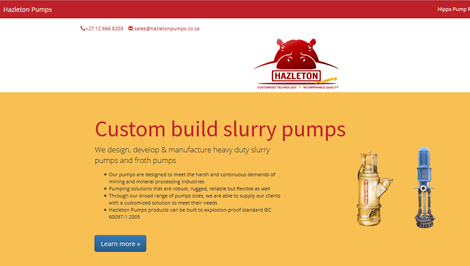 Hazleton Pumps
Hippo Pump R
+27 12 666 8203 sales@hazletonpumps.co.za
HAZLETON
CUSTOMISED TECHNOLOGY * INCOMPARABLE QUALITY
Custom build slurry pumps
We design, develop & manufacture heavy duty slurry
pumps and froth pumps
Our pumps are designed to meet the harsh and continuous demands of
mining and mineral processing industries
Pumping solutions that are robust, rugged, reliable but flexible as well
Through our broad range of pumps sizes, we are able to supply our clients
with a customized solution to meet their needs
Hazleton Pumps products can be built to explosion-proof standard IEC
60097-1:2005
Learn more »